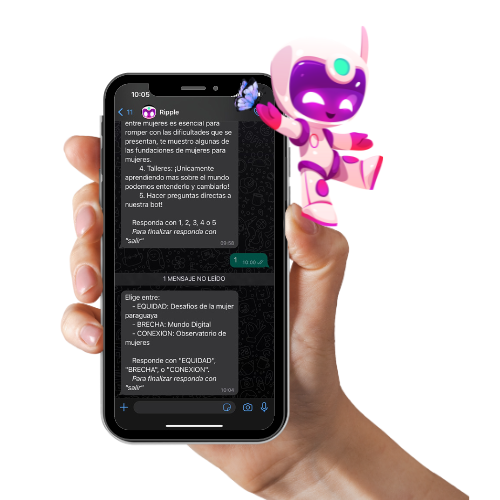 10:05
11 Ripple
entre mujeres es esencial para
romper con las dificultades que se
presentan, te muestro algunas de
las fundaciones de mujeres para
mujeres.
4. Talleres: ¡Unicamente
aprendiendo mas sobre el mundo
podemos entenderlo y cambiarlo!
5. Hacer preguntas directas a
nuestra bot!
Responda con 1, 2, 3, 4 o 5
Para finalizar responda con
"salir"
09:58
1 10:00
1 MENSAJE NO LEÍDO
Elige entre:
- EQUIDAD: Desafios de la mujer
paraguaya
- BRECHA: Mundo Digital
- CONEXION: Observatorio de
mujeres
Responde con "EQUIDAD",
"BRECHA", o "CONEXION".
Para finalizar responda con
"salir"
10:04